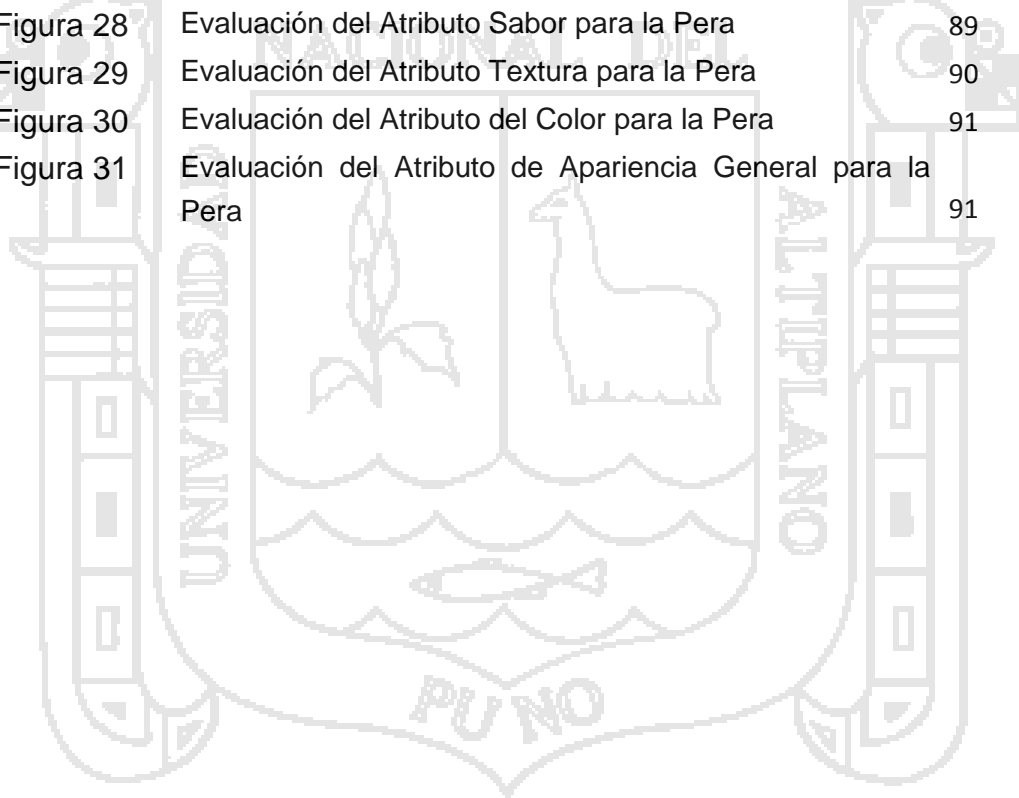 Figura 28 Evaluación del Atributo Sabor para la Pera 89
NACIONAL DEL
Figura 29 Evaluación del Atributo Textura para la Pera 90
Figura 30 Evaluación del Atributo del Color para la Pera 91
Figura 31 Evaluación del Atributo de Apariencia General para la
Pera 91
UNIVERSIDAD
ALTIPLANO
PUNO